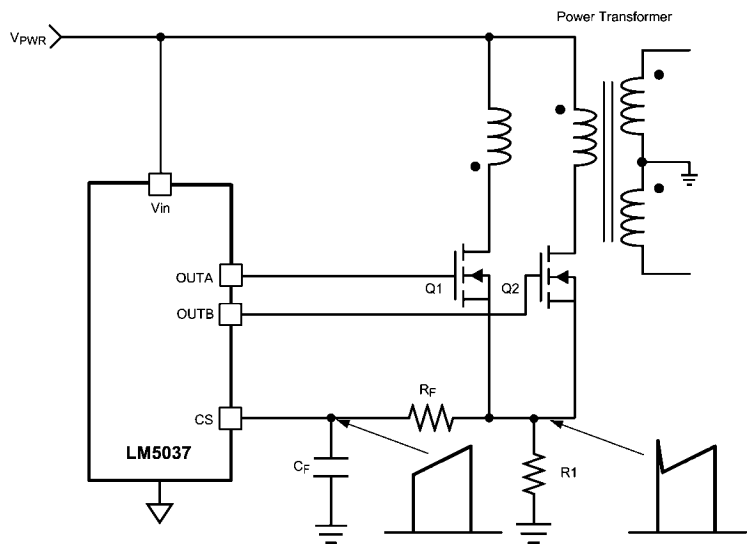 Power Transformer
VPWR
Vin
OUTA
Q1
Q2
OUTB
RF
CS
LM5037
CF
R1